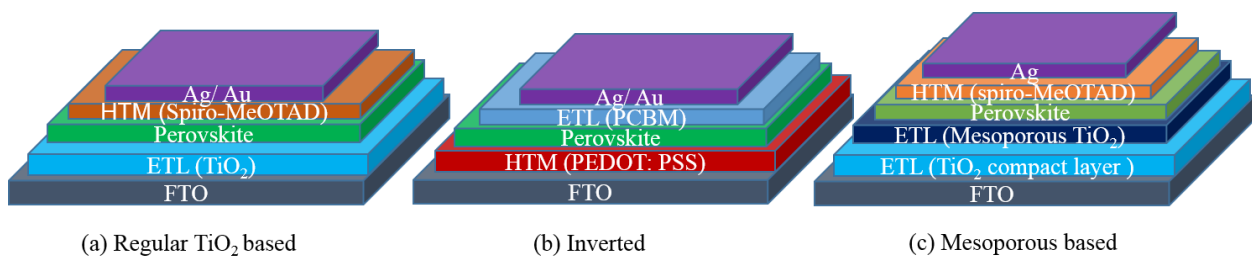 Ag/ Au
HTM (Spiro-MeOTAD)
Perovskite
ETL (TiO₂)
FTO
(a) Regular TiO₂ based
Ag/ Au
ETL (PCBM)
Perovskite
HTM (PEDOT: PSS)
FTO
(b) Inverted
Ag
HTM (spiro-MeOTAD)
Perovskite
ETL (Mesoporous TiO₂)
ETL (TiO₂ compact layer )
FTO
(c) Mesoporous based